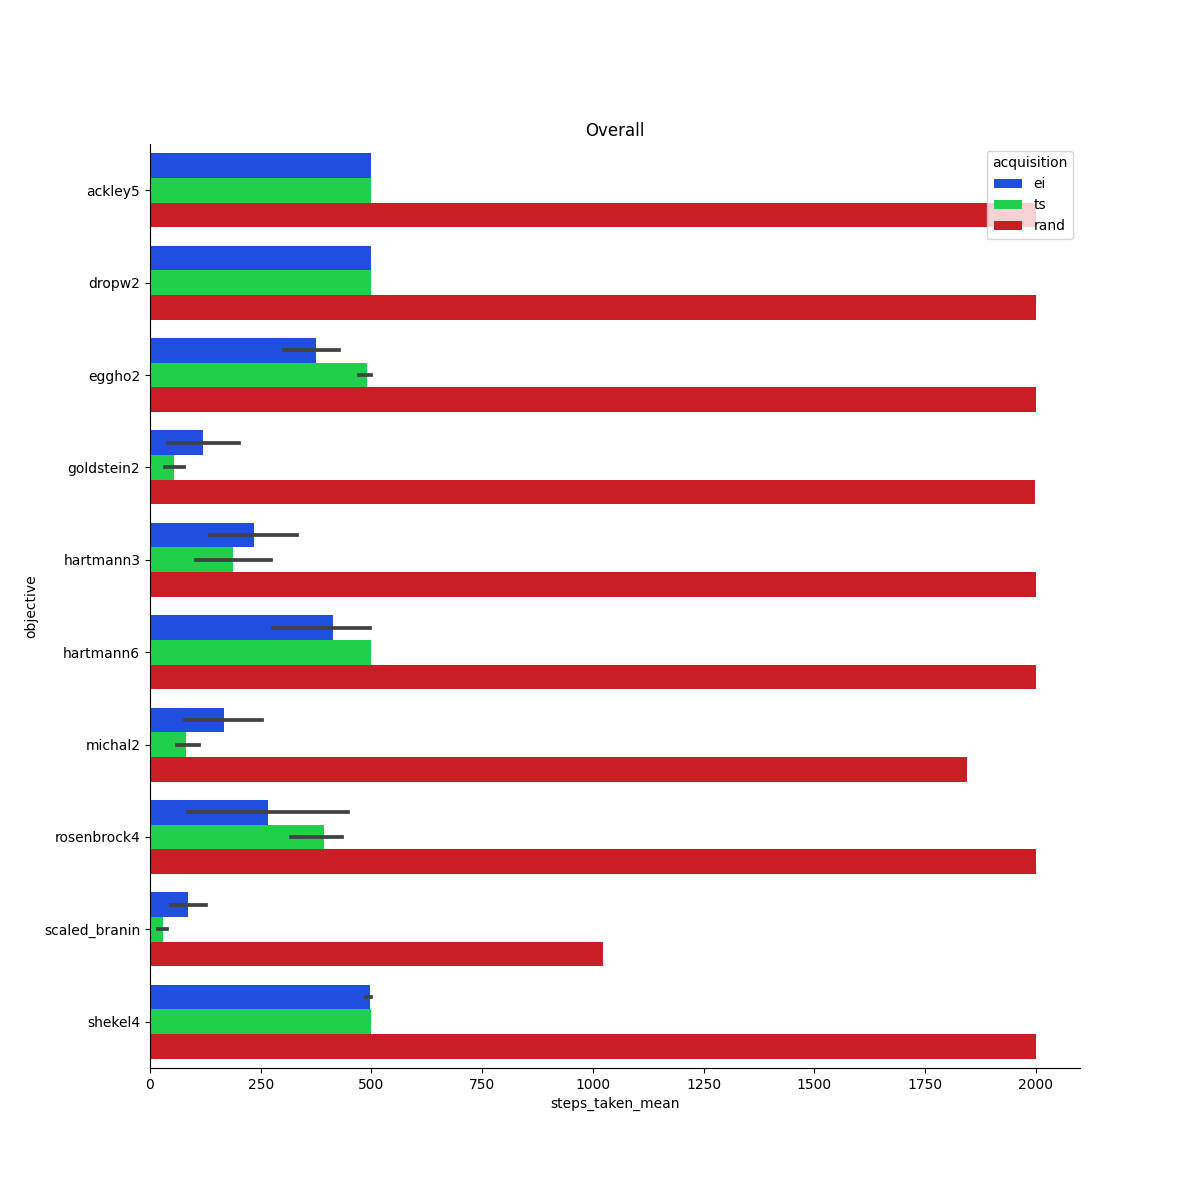 Overall
acquisition
ei
ts
rand
ackley5
dropw2
eggho2
goldstein2
hartmann3
hartmann6
michal2
rosenbrock4
scaled_branin
shekel4
objective
0 250 500 750 1000 1250 1500 1750 2000
steps_taken_mean